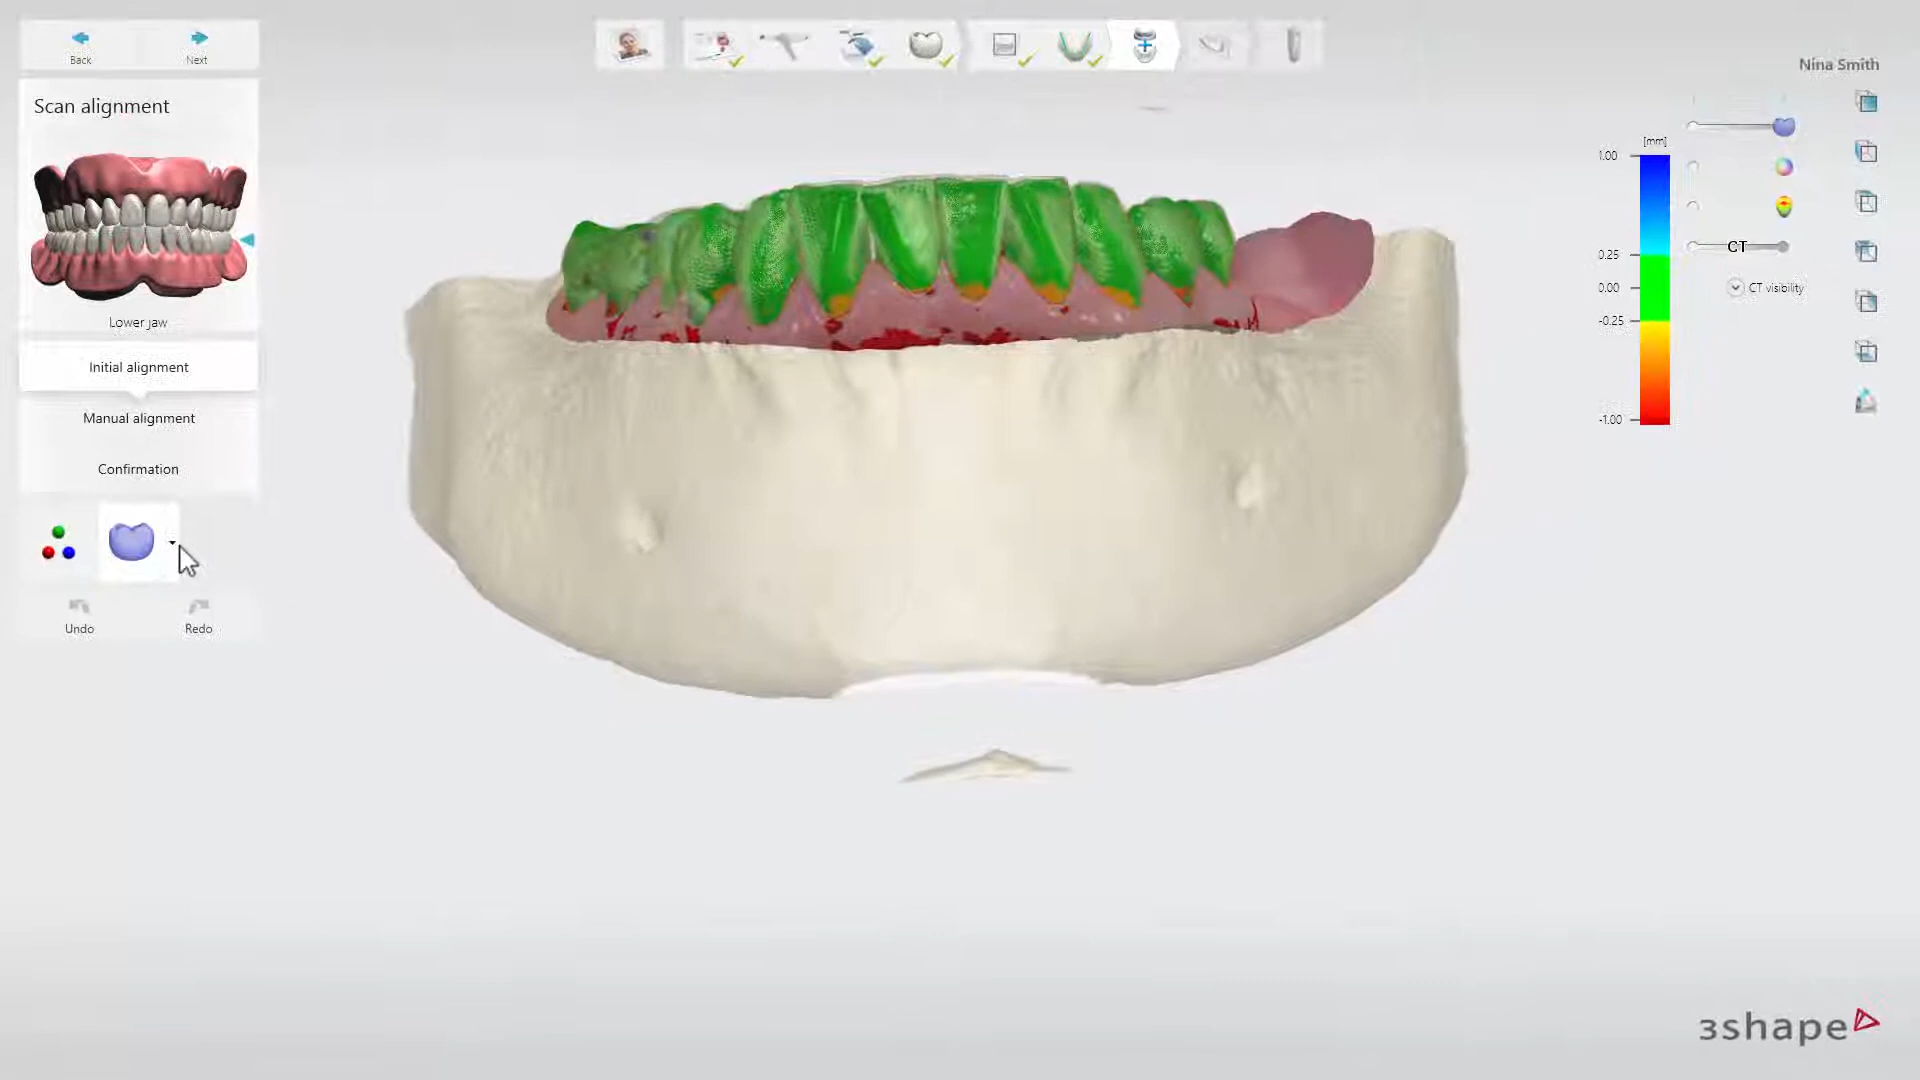 Back
Next
Nina Smith
Scan alignment
Lower jaw
Initial alignment
Manual alignment
Confirmation
Undo
Redo
[mm]
1.00
0.25
0.00
-0.25
-1.00
CT
CT visibility
3shape